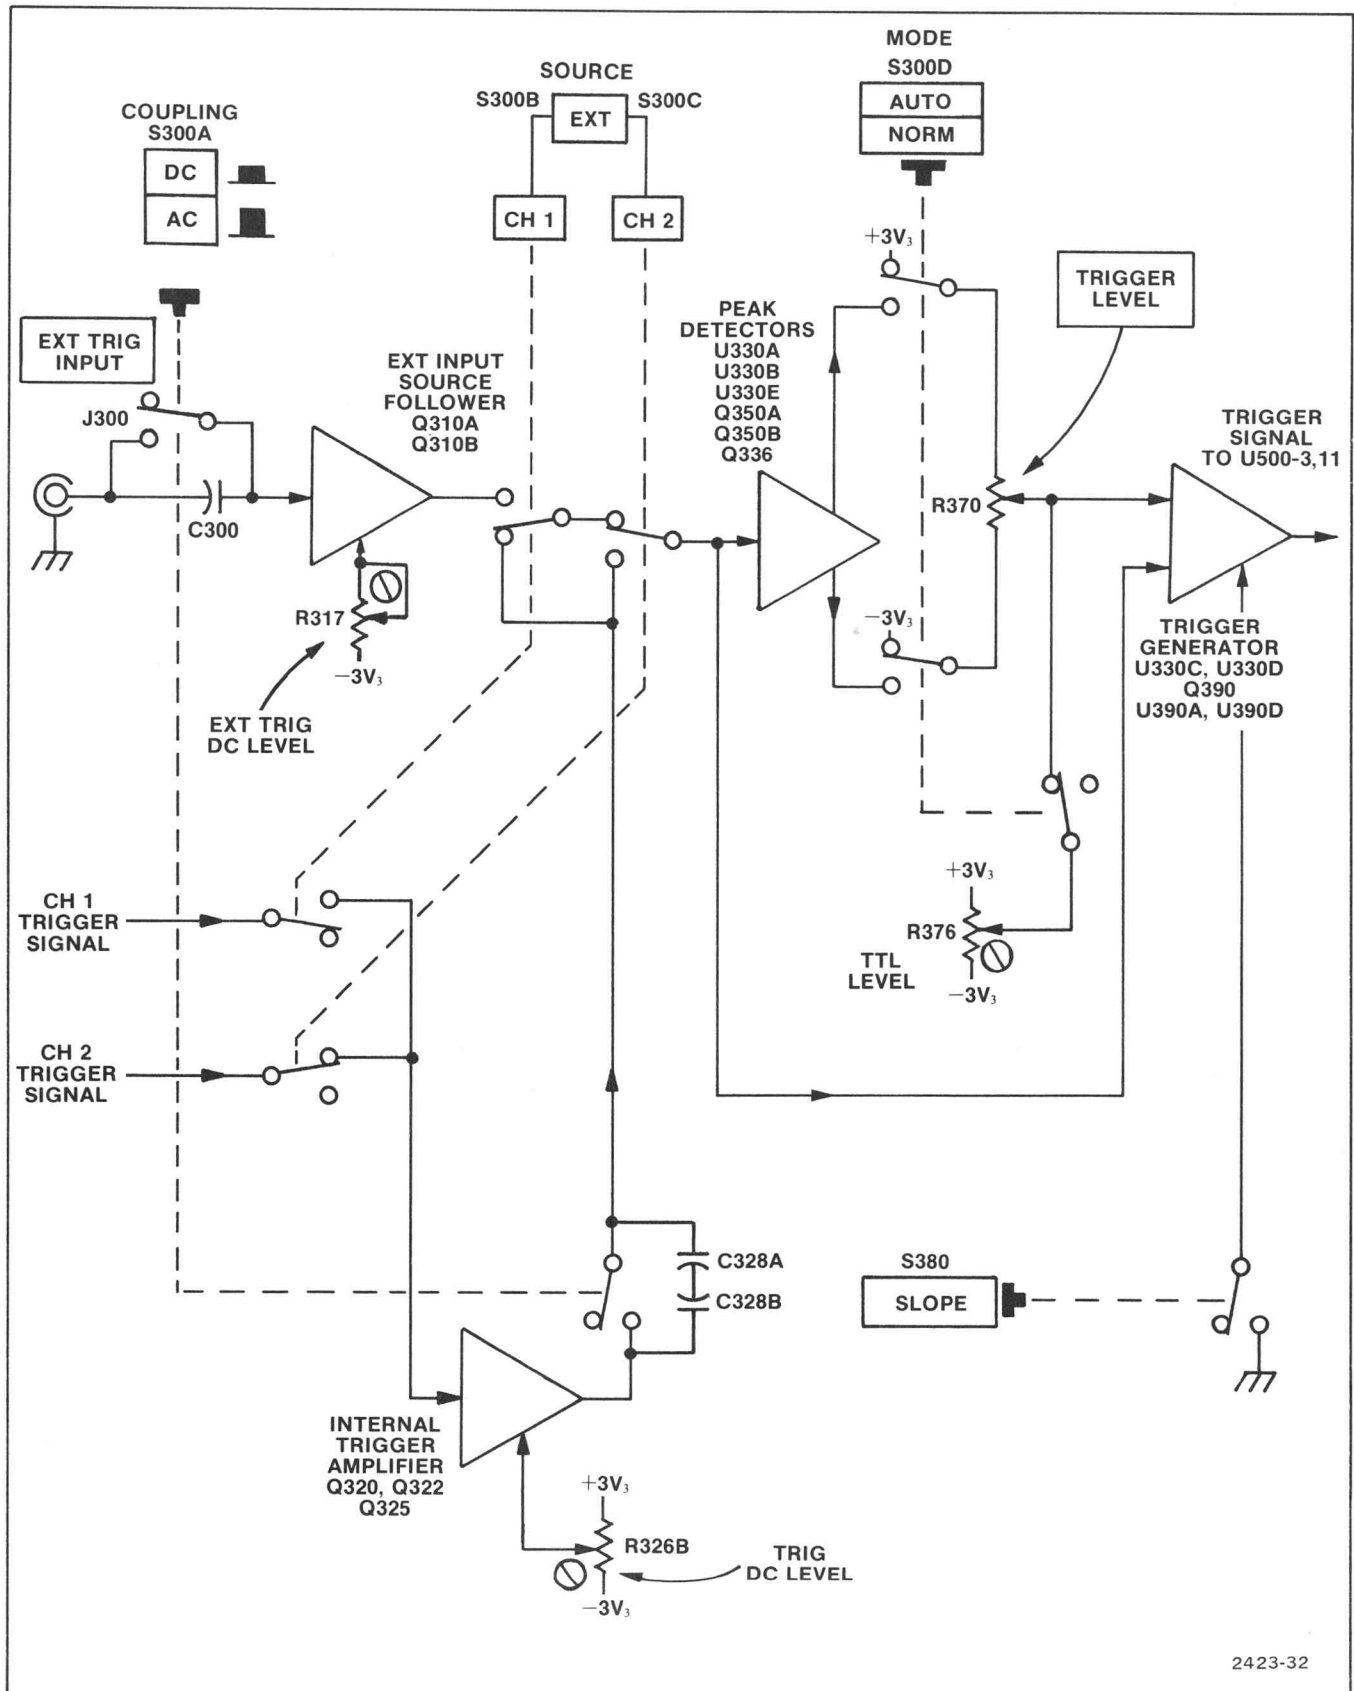 MODE
S300D
AUTO
NORM
SOURCE
S300B
EXT
S300C
COUPLING
S300A
DC
AC
CH 1
CH 2
+3V₃
TRIGGER
LEVEL
EXT TRIG
INPUT
PEAK
DETECTORS
U330A
U330B
U330E
Q350A
Q350B
Q336
EXT INPUT
SOURCE
FOLLOWER
Q310A
Q310B
J300
C300
TRIGGER
SIGNAL
TO U500-3,11
R370
R317
−3V₃
EXT TRIG
DC LEVEL
−3V₃
TRIGGER
GENERATOR
U330C, U330D
Q390
U390A, U390D
CH 1
TRIGGER
SIGNAL
+3V₃
R376
TTL
LEVEL
−3V₃
CH 2
TRIGGER
SIGNAL
C328A
C328B
S380
SLOPE
INTERNAL
TRIGGER
AMPLIFIER
Q320, Q322
Q325
+3V₃
R326B
TRIG
DC LEVEL
−3V₃
2423-32